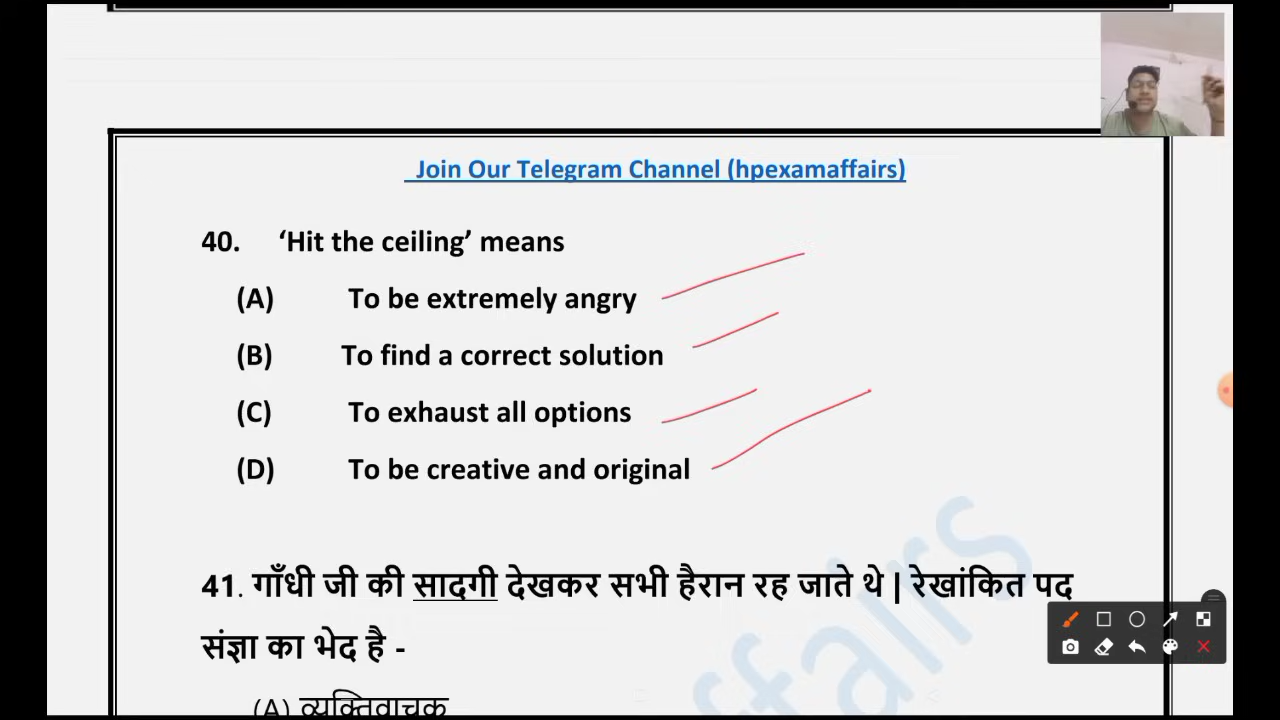 Join Our Telegram Channel (hpexamaffairs)
40. ‘Hit the ceiling’ means
(A) To be extremely angry
(B) To find a correct solution
(C) To exhaust all options
(D) To be creative and original
41. गाँधी जी की सादगी देखकर सभी हैरान रह जाते थे | रेखांकित पद
संज्ञा का भेद है -
(A) व्यक्तिवाचक
ffairs